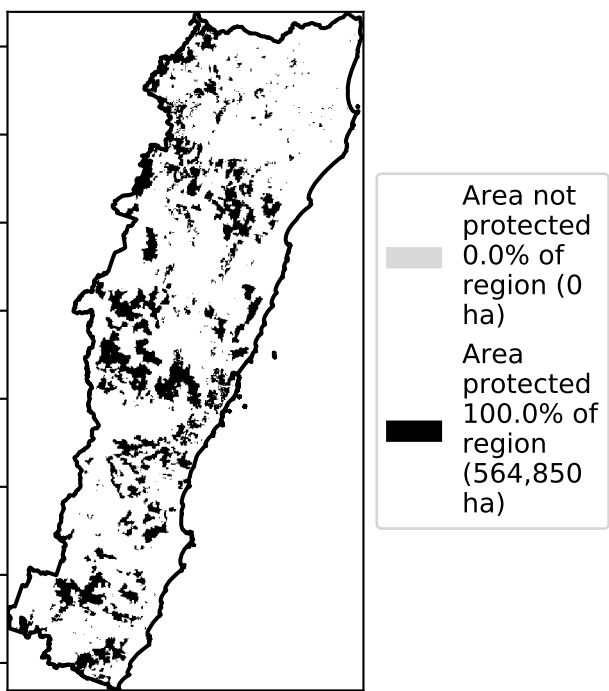 Area not
protected
0.0% of
region (0
ha)
Area
protected
100.0% of
region
(564,850
ha)